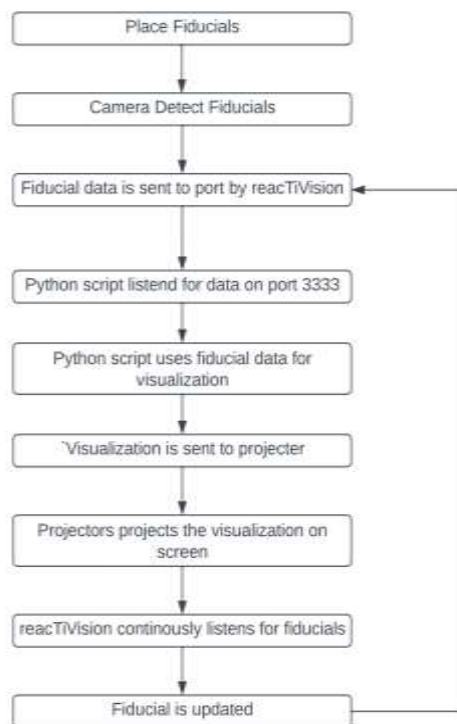 Place Fiducials
Camera Detect Fiducials
Fiducial data is sent to port by reacTiVision
Python script listend for data on port 3333
Python script uses fiducial data for
visualization
`Visualization is sent to projecter
Projectors projects the visualization on
screen
reacTiVision continously listens for fiducials
Fiducial is updated